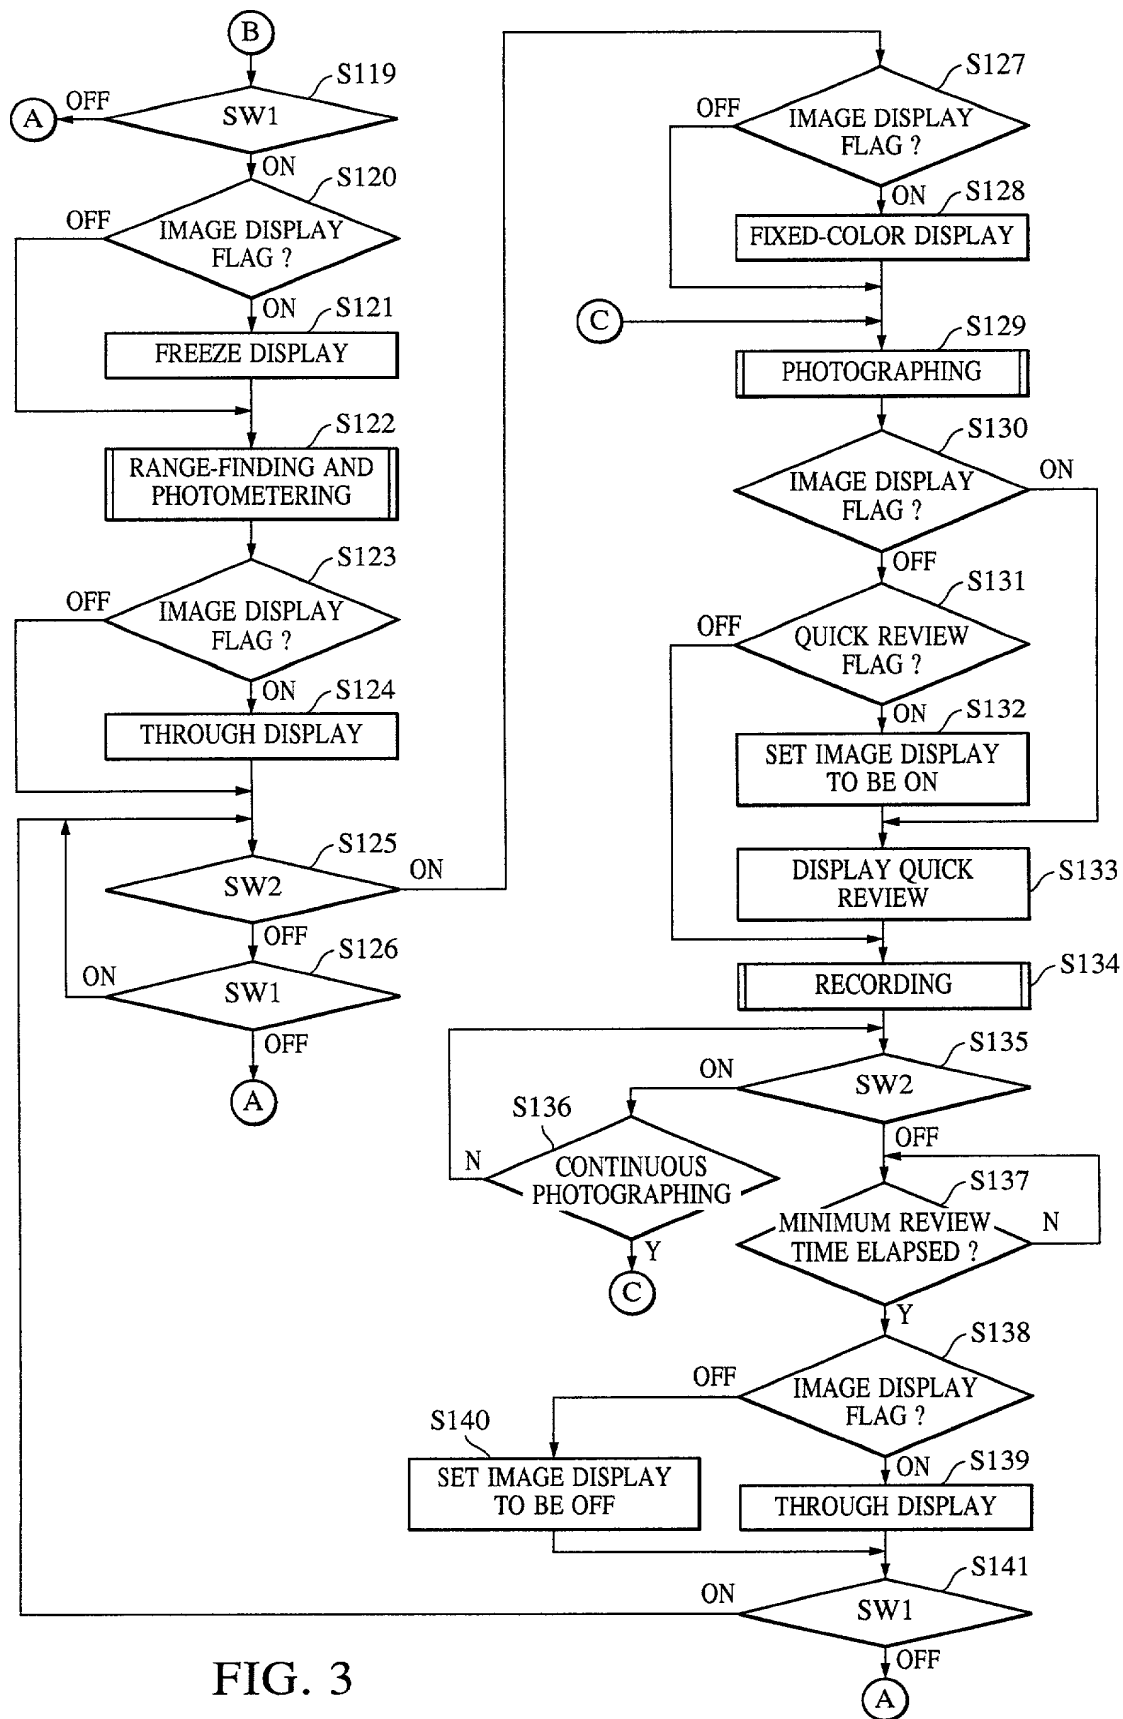 B
S119
OFF
A
SW1
ON
S120
OFF
IMAGE DISPLAY
FLAG ?
ON
S121
FREEZE DISPLAY
S122
RANGE-FINDING AND
PHOTOMETERING
S123
OFF
IMAGE DISPLAY
FLAG ?
ON
S124
THROUGH DISPLAY
S125
SW2
ON
OFF
S126
ON
SW1
OFF
A
S127
OFF
IMAGE DISPLAY
FLAG ?
ON
S128
FIXED-COLOR DISPLAY
C
S129
PHOTOGRAPHING
S130
IMAGE DISPLAY
FLAG ?
ON
OFF
S131
OFF
QUICK REVIEW
FLAG ?
ON
S132
SET IMAGE DISPLAY
TO BE ON
DISPLAY QUICK
REVIEW
S133
RECORDING
S134
S135
ON
SW2
OFF
S136
N
CONTINUOUS
PHOTOGRAPHING
Y
C
S137
MINIMUM REVIEW
TIME ELAPSED ?
N
Y
S138
OFF
IMAGE DISPLAY
FLAG ?
ON
S140
SET IMAGE DISPLAY
TO BE OFF
S139
THROUGH DISPLAY
S141
ON
SW1
OFF
A
FIG. 3